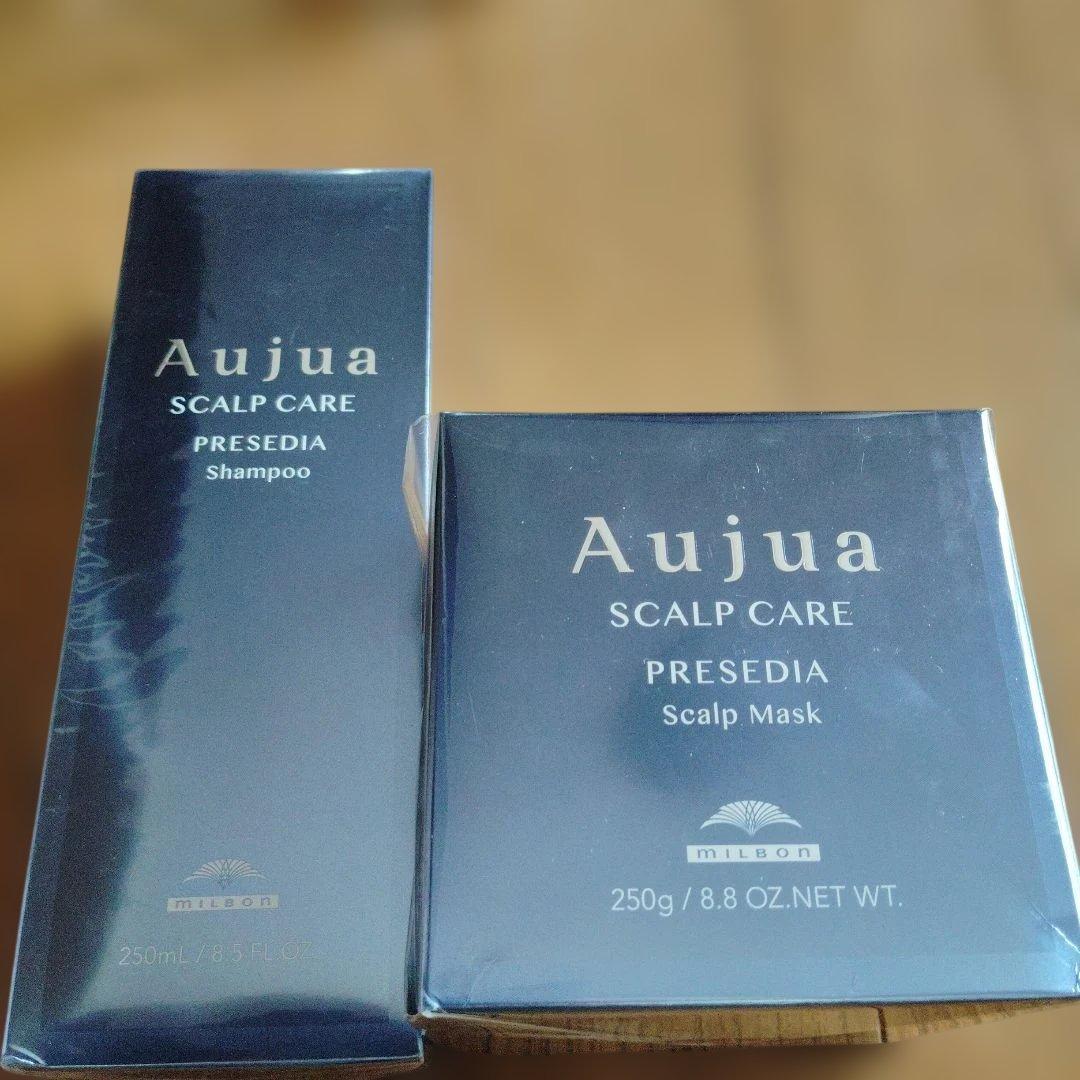 Aujua
SCALP CARE
PRESEDIA
Shampoo
MILBON
250mL / 8.5 FL.OZ.
Aujua
SCALP CARE
PRESEDIA
Scalp Mask
MILBON
250g / 8.8 OZ.NET WT.